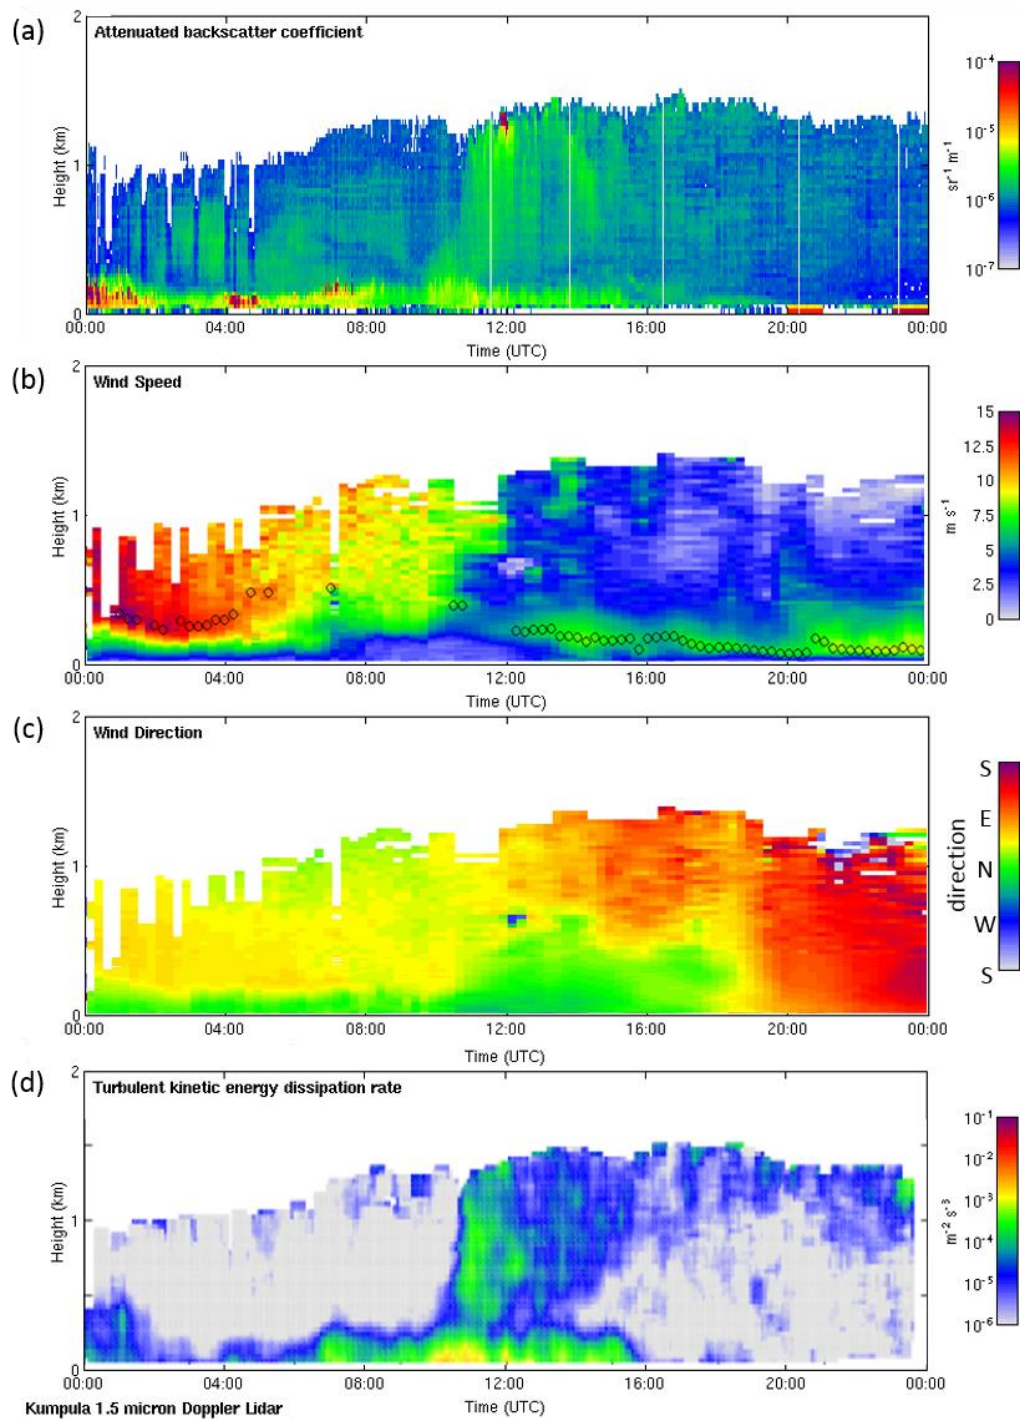 (a)
Attenuated backscatter coefficient
2
1
0
Height (km)
00:00 04:00 08:00 12:00 16:00 20:00 00:00
Time (UTC)
10⁻⁴
10⁻⁵
10⁻⁶
10⁻⁷
sr⁻¹ m⁻¹
(b)
Wind Speed
2
1
0
Height (km)
00:00 04:00 08:00 12:00 16:00 20:00 00:00
Time (UTC)
15
12.5
10
7.5
5
2.5
0
m s⁻¹
(c)
Wind Direction
2
1
0
Height (km)
00:00 04:00 08:00 12:00 16:00 20:00 00:00
Time (UTC)
S
E
N
W
S
direction
(d)
Turbulent kinetic energy dissipation rate
2
1
0
Height (km)
00:00 04:00 08:00 12:00 16:00 20:00 00:00
Time (UTC)
10⁻¹
10⁻²
10⁻³
10⁻⁴
10⁻⁵
10⁻⁶
m⁻² s⁻³
Kumpula 1.5 micron Doppler Lidar